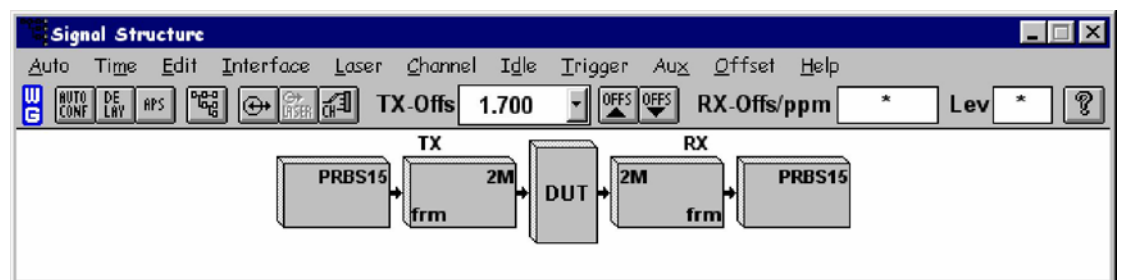 Signal Structure
Auto Time Edit Interface Laser Channel Idle Trigger Aux Offset Help
WG AUTO CONF DE LAY APS LASER CH TX-Offs 1.700 OFFS OFFS RX-Offs/ppm * Lev * ?
TX RX
PRBS15 2M DUT 2M PRBS15
frm frm